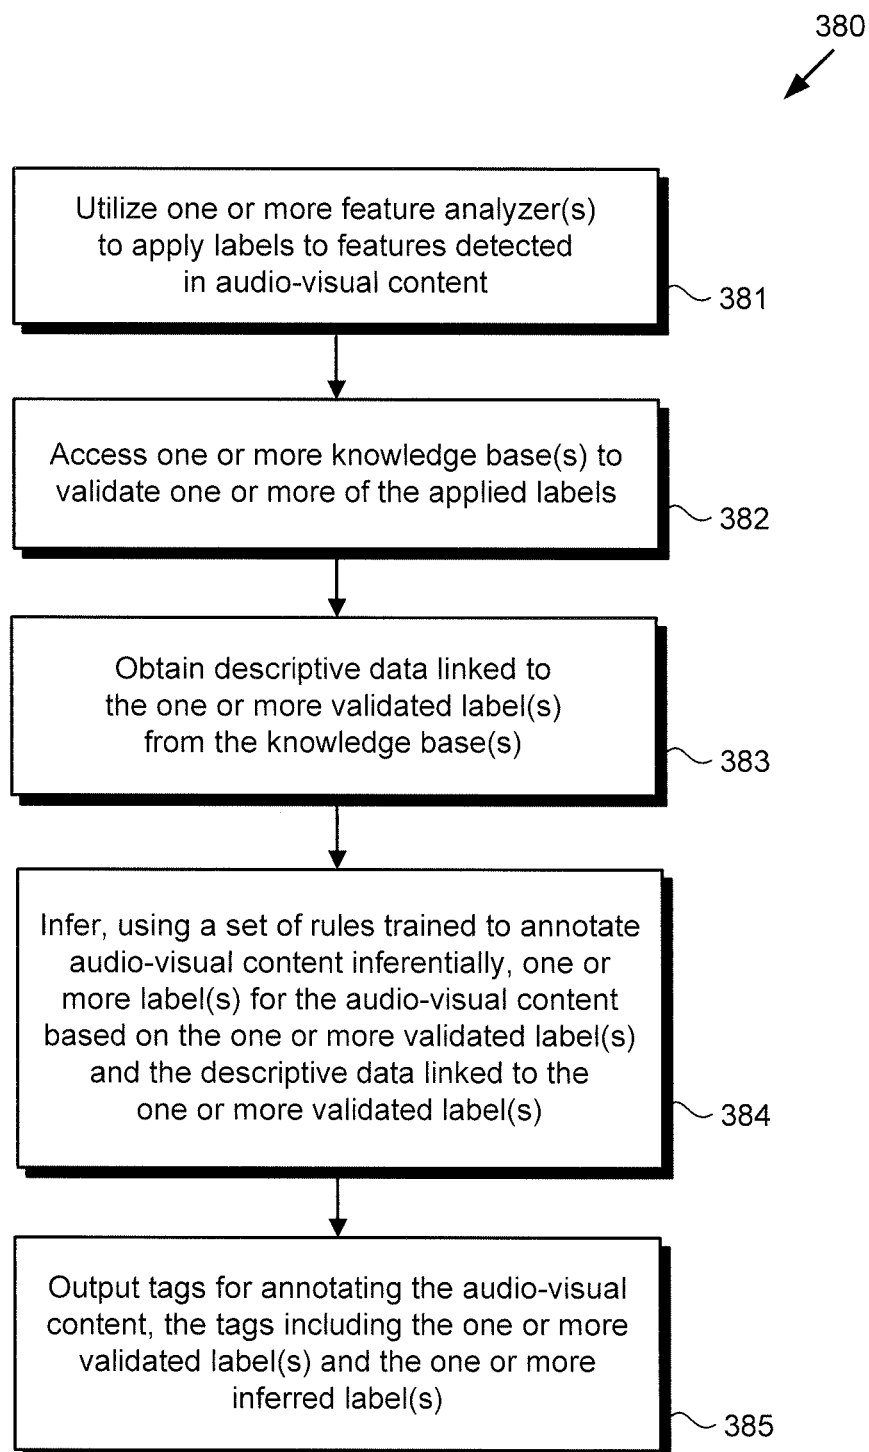 380
Utilize one or more feature analyzer(s)
to apply labels to features detected
in audio-visual content
381
Access one or more knowledge base(s) to
validate one or more of the applied labels
382
Obtain descriptive data linked to
the one or more validated label(s)
from the knowledge base(s)
383
Infer, using a set of rules trained to annotate
audio-visual content inferentially, one or
more label(s) for the audio-visual content
based on the one or more validated label(s)
and the descriptive data linked to the
one or more validated label(s)
384
Output tags for annotating the audio-visual
content, the tags including the one or more
validated label(s) and the one or more
inferred label(s)
385